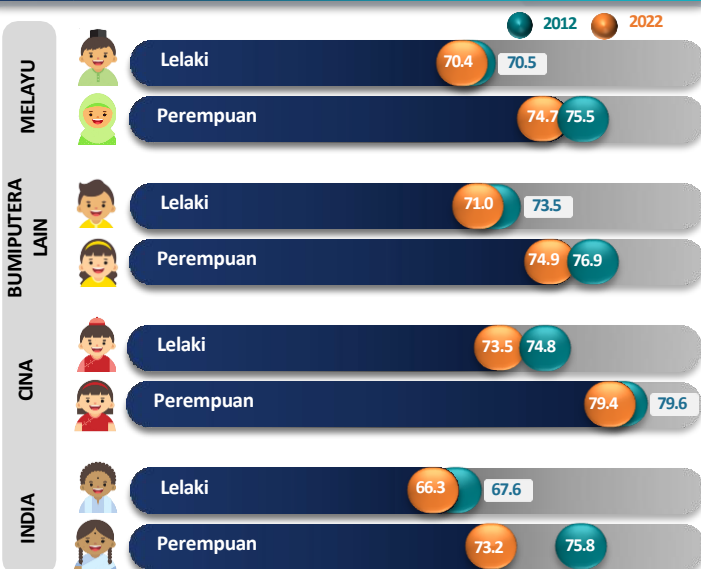 2012 2022
MELAYU
Lelaki 70.4 70.5
Perempuan 74.7 75.5
BUMIPUTERA
LAIN
Lelaki 71.0 73.5
Perempuan 74.9 76.9
CINA
Lelaki 73.5 74.8
Perempuan 79.4 79.6
INDIA
Lelaki 66.3 67.6
Perempuan 73.2 75.8